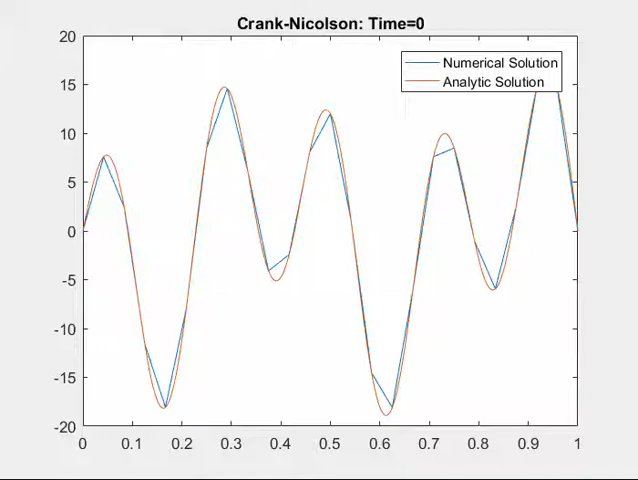 Crank-Nicolson: Time=0
Numerical Solution
Analytic Solution
20
15
10
5
0
-5
-10
-15
-20
0 0.1 0.2 0.3 0.4 0.5 0.6 0.7 0.8 0.9 1